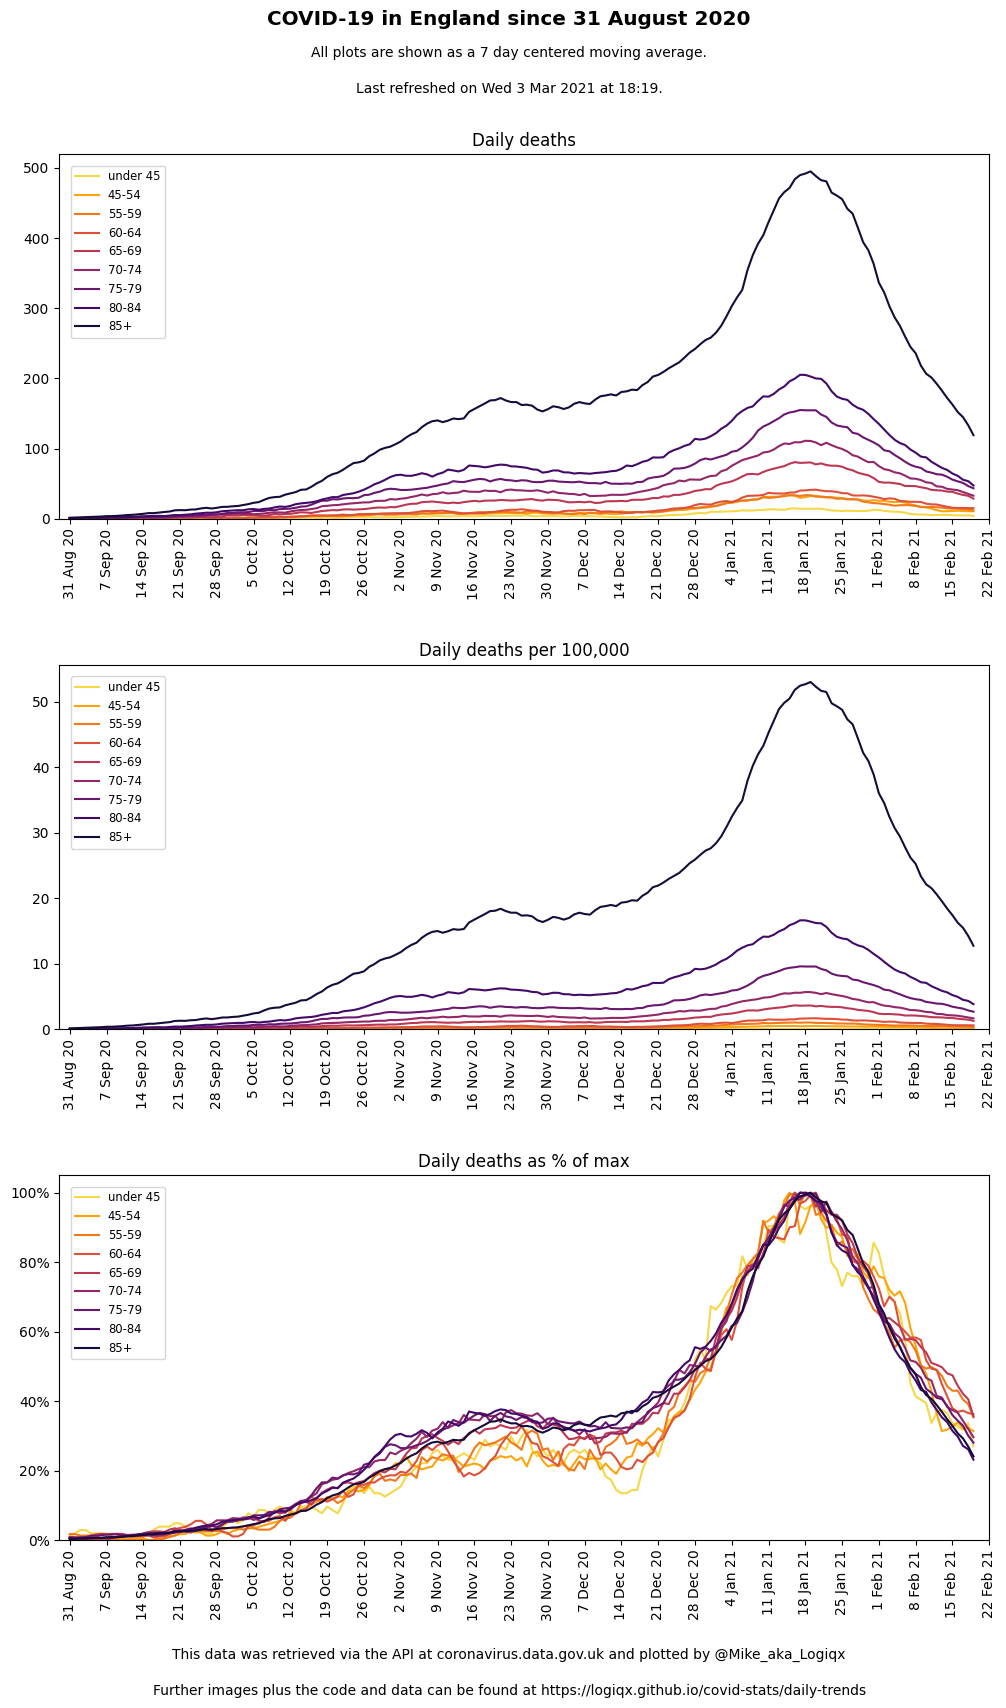 COVID-19 in England since 31 August 2020
All plots are shown as a 7 day centered moving average.
Last refreshed on Wed 3 Mar 2021 at 18:19.
Daily deaths
500
400
300
200
100
0
under 45
45-54
55-59
60-64
65-69
70-74
75-79
80-84
85+
31 Aug 20
7 Sep 20
14 Sep 20
21 Sep 20
28 Sep 20
5 Oct 20
12 Oct 20
19 Oct 20
26 Oct 20
2 Nov 20
9 Nov 20
16 Nov 20
23 Nov 20
30 Nov 20
7 Dec 20
14 Dec 20
21 Dec 20
28 Dec 20
4 Jan 21
11 Jan 21
18 Jan 21
25 Jan 21
1 Feb 21
8 Feb 21
15 Feb 21
22 Feb 21
Daily deaths per 100,000
50
40
30
20
10
0
under 45
45-54
55-59
60-64
65-69
70-74
75-79
80-84
85+
31 Aug 20
7 Sep 20
14 Sep 20
21 Sep 20
28 Sep 20
5 Oct 20
12 Oct 20
19 Oct 20
26 Oct 20
2 Nov 20
9 Nov 20
16 Nov 20
23 Nov 20
30 Nov 20
7 Dec 20
14 Dec 20
21 Dec 20
28 Dec 20
4 Jan 21
11 Jan 21
18 Jan 21
25 Jan 21
1 Feb 21
8 Feb 21
15 Feb 21
22 Feb 21
Daily deaths as % of max
100%
80%
60%
40%
20%
0%
under 45
45-54
55-59
60-64
65-69
70-74
75-79
80-84
85+
31 Aug 20
7 Sep 20
14 Sep 20
21 Sep 20
28 Sep 20
5 Oct 20
12 Oct 20
19 Oct 20
26 Oct 20
2 Nov 20
9 Nov 20
16 Nov 20
23 Nov 20
30 Nov 20
7 Dec 20
14 Dec 20
21 Dec 20
28 Dec 20
4 Jan 21
11 Jan 21
18 Jan 21
25 Jan 21
1 Feb 21
8 Feb 21
15 Feb 21
22 Feb 21
This data was retrieved via the API at coronavirus.data.gov.uk and plotted by @Mike_aka_Logiqx
Further images plus the code and data can be found at https://logiqx.github.io/covid-stats/daily-trends